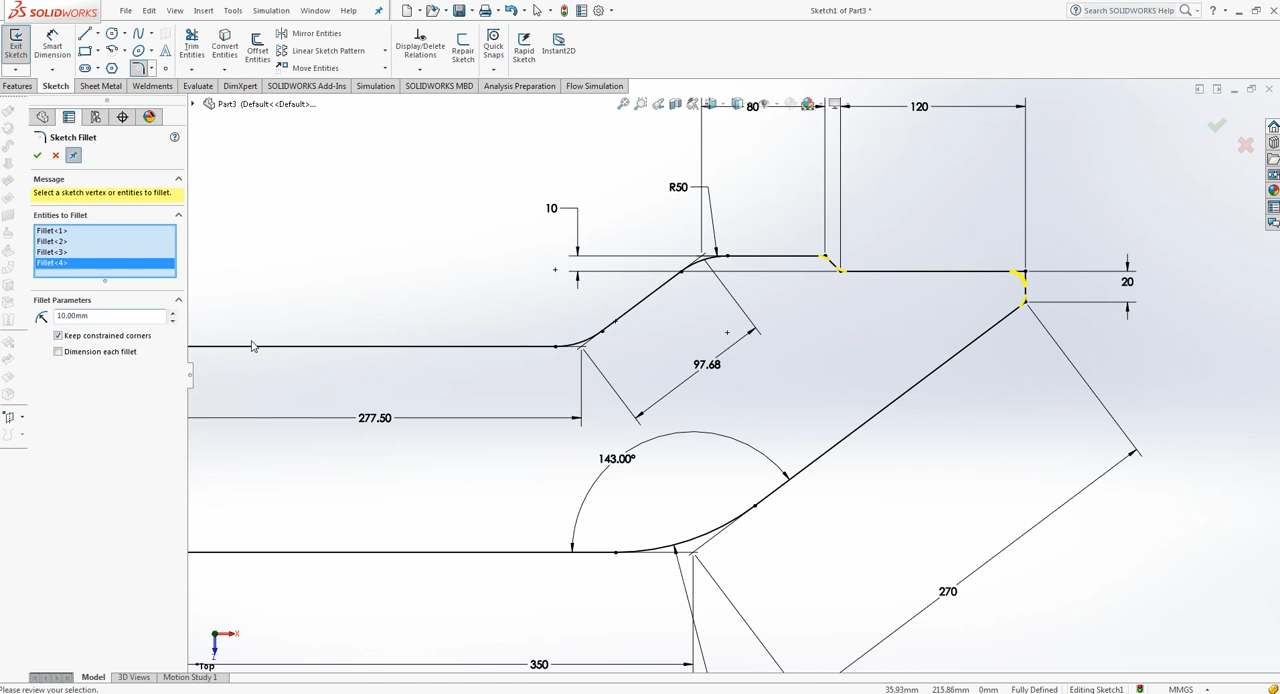 SOLIDWORKS
File Edit View Insert Tools Simulation Window Help
Sketch1 of Part3 *
Search SOLIDWORKS Help
Exit Sketch
Smart Dimension
Trim Entities
Convert Entities
Offset Entities
Mirror Entities
Linear Sketch Pattern
Move Entities
Display/Delete Relations
Repair Sketch
Quick Snaps
Rapid Sketch
Instant2D
Features Sketch Sheet Metal Weldments Evaluate DimXpert SOLIDWORKS Add-Ins Simulation SOLIDWORKS MBD Analysis Preparation Flow Simulation
Part3 (Default<<Default>...
Sketch Fillet
Message
Select a sketch vertex or entities to fillet.
Entities to Fillet
Fillet<1>
Fillet<2>
Fillet<3>
Fillet<4>
Fillet Parameters
10.00mm
Keep constrained corners
Dimension each fillet
80
120
R50
10
20
97.68
277.50
143.00°
270
350
X
Z
*Top
Model 3D Views Motion Study 1
Please review your selection.
35.93mm 215.86mm 0mm Fully Defined Editing Sketch1 MMGS